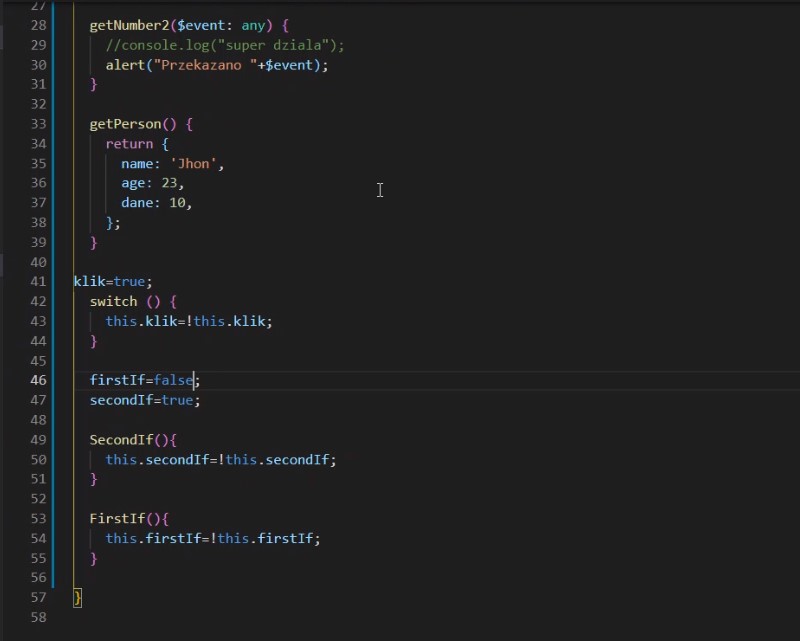 27
28 getNumber2($event: any) {
29 //console.log("super dziala");
30 alert("Przekazano "+$event);
31 }
32
33 getPerson() {
34 return {
35 name: 'Jhon',
36 age: 23,
37 dane: 10,
38 };
39 }
40
41 klik=true;
42 switch () {
43 this.klik=!this.klik;
44 }
45
46 firstIf=false;
47 secondIf=true;
48
49 SecondIf(){
50 this.secondIf=!this.secondIf;
51 }
52
53 FirstIf(){
54 this.firstIf=!this.firstIf;
55 }
56
57 }
58